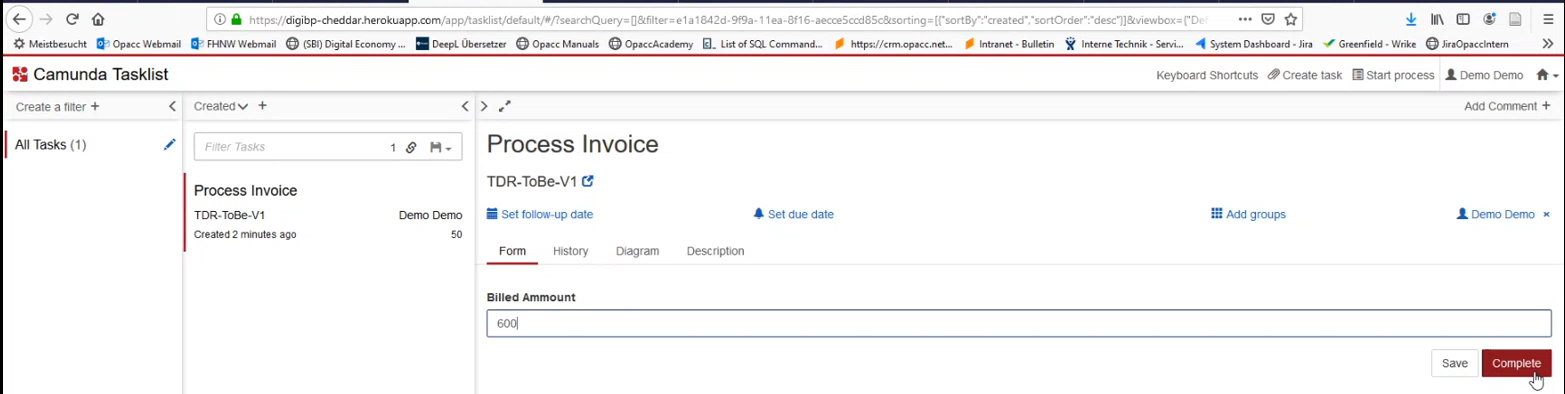 https://digibp-cheddar.herokuapp.com/app/tasklist/default/#/?searchQuery=[]&filter=e1a1842d-9f9a-11ea-8f16-aecce5ccd85c&sorting=[{"sortBy":"created","sortOrder":"desc"}]&viewbox={"De
Meistbesucht Opacc Webmail FHNW Webmail (SBI) Digital Economy ... DeepL Übersetzer Opacc Manuals OpaccAcademy List of SQL Command... https://crm.opacc.net... Intranet - Bulletin Interne Technik - Servi... System Dashboard - Jira Greenfield - Wrike JiraOpaccIntern
Camunda Tasklist Keyboard Shortcuts Create task Start process Demo Demo
Create a filter + Created + Add Comment +
All Tasks (1) Filter Tasks 1
Process Invoice
TDR-ToBe-V1 Demo Demo
Created 2 minutes ago 50
Process Invoice
TDR-ToBe-V1
Set follow-up date Set due date Add groups Demo Demo ×
Form History Diagram Description
Billed Ammount
600
Save Complete